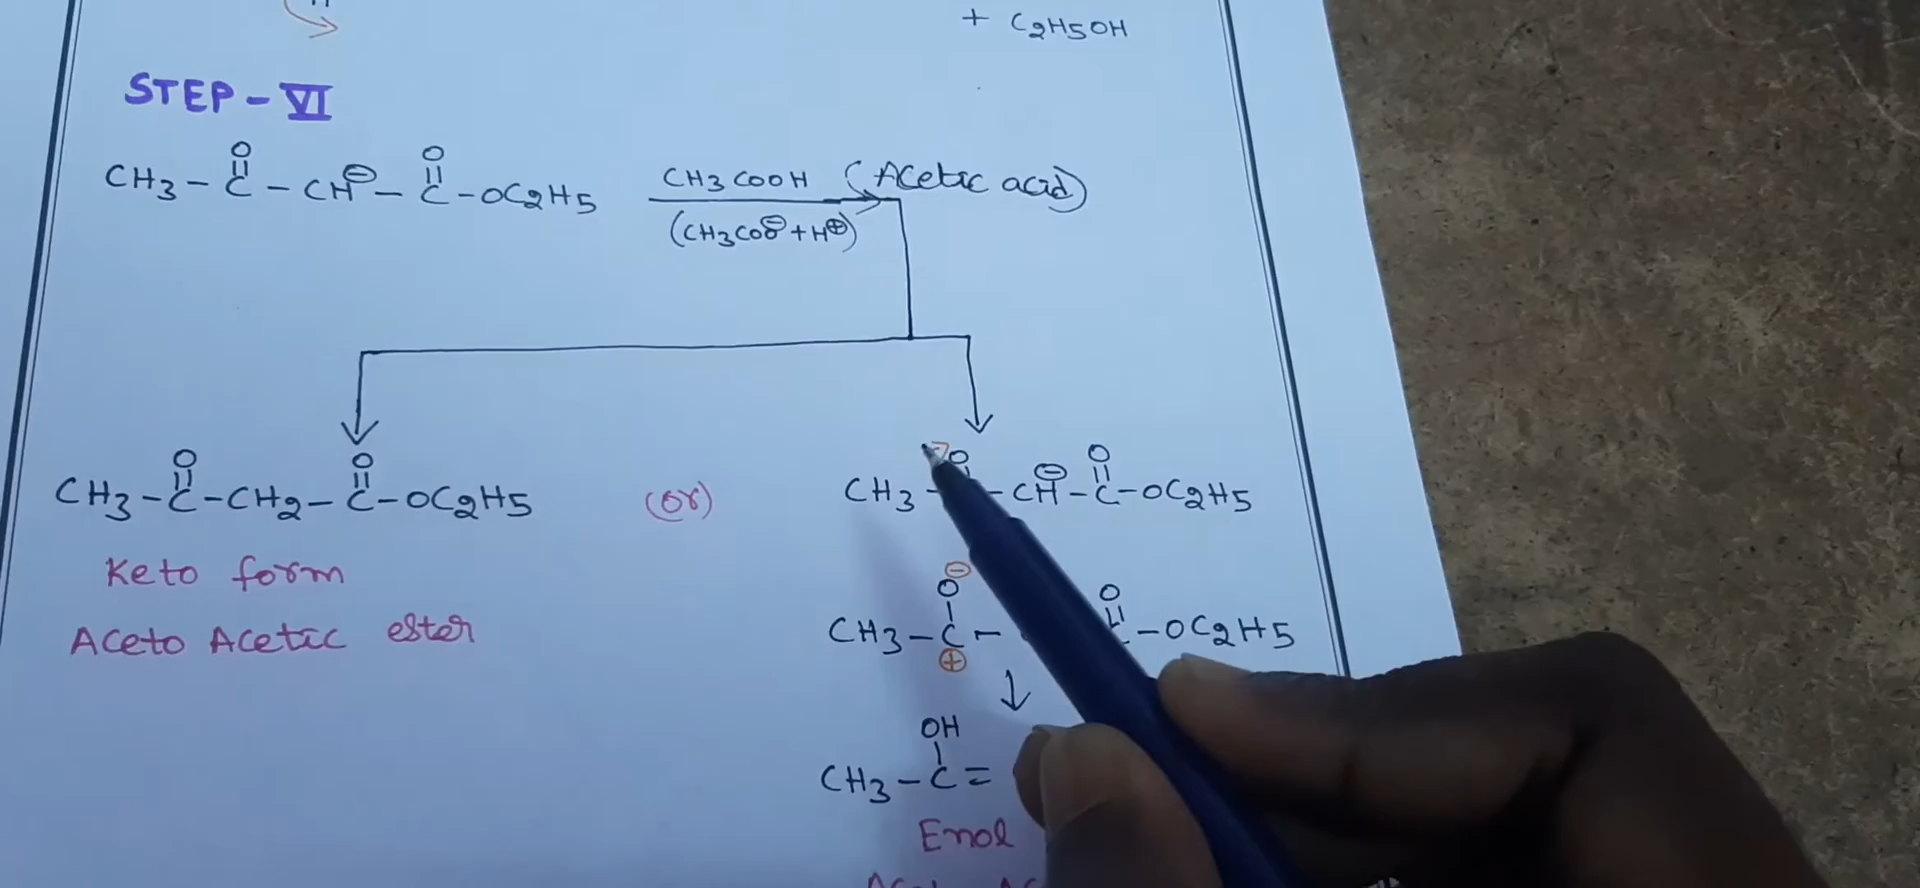 + C2H5OH
STEP-VI
O O
|| ||
CH3 - C - CH⊖ - C - OC2H5
CH3COOH (Acetic acid)
(CH3COO⊖ + H⊕)
O O
|| ||
CH3 - C - CH2 - C - OC2H5
(or)
O O
||
CH3 - - CH⊖ - C - OC2H5
Keto form
Aceto Acetic ester
⊖
O O
| ||
CH3 - C - C - OC2H5
⊕
↓
OH
|
CH3 - C =
Enol